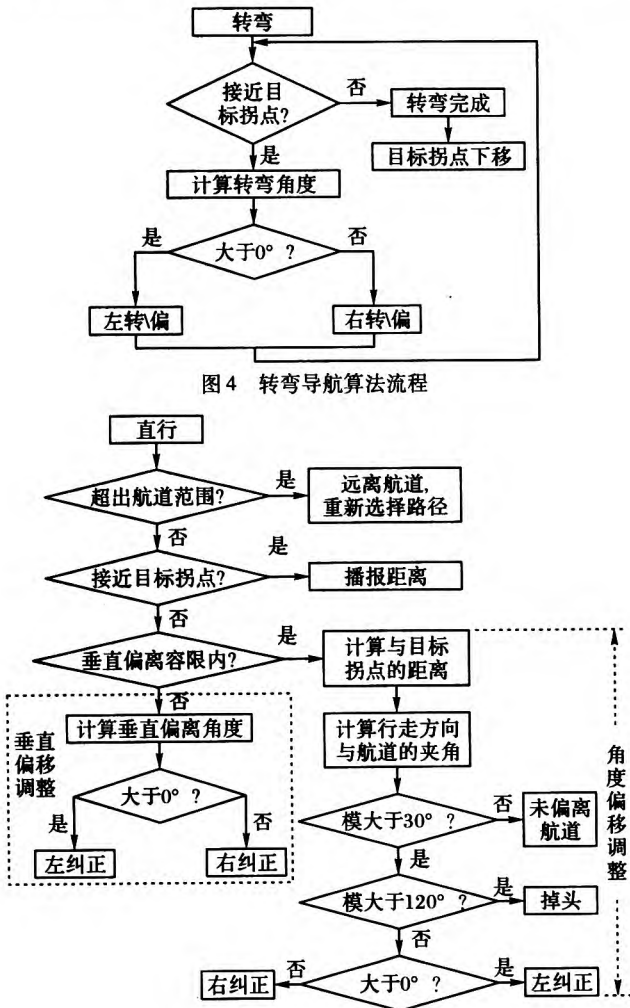 转弯
接近目
标拐点?
否
转弯完成
目标拐点下移
是
计算转弯角度
是
大于0° ?
否
左转\偏
右转\偏
图4 转弯导航算法流程
直行
超出航道范围?
是
远离航道,
重新选择路径
否
接近目标拐点?
是
播报距离
否
垂直偏离容限内?
是
计算与目标
拐点的距离
否
垂直
偏移
调整
计算垂直偏离角度
大于0° ?
是
否
左纠正
右纠正
计算行走方向
与航道的夹角
模大于30° ?
否
未偏离
航道
是
模大于120° ?
是
掉头
否
大于0° ?
否
右纠正
是
左纠正
角度偏移调整